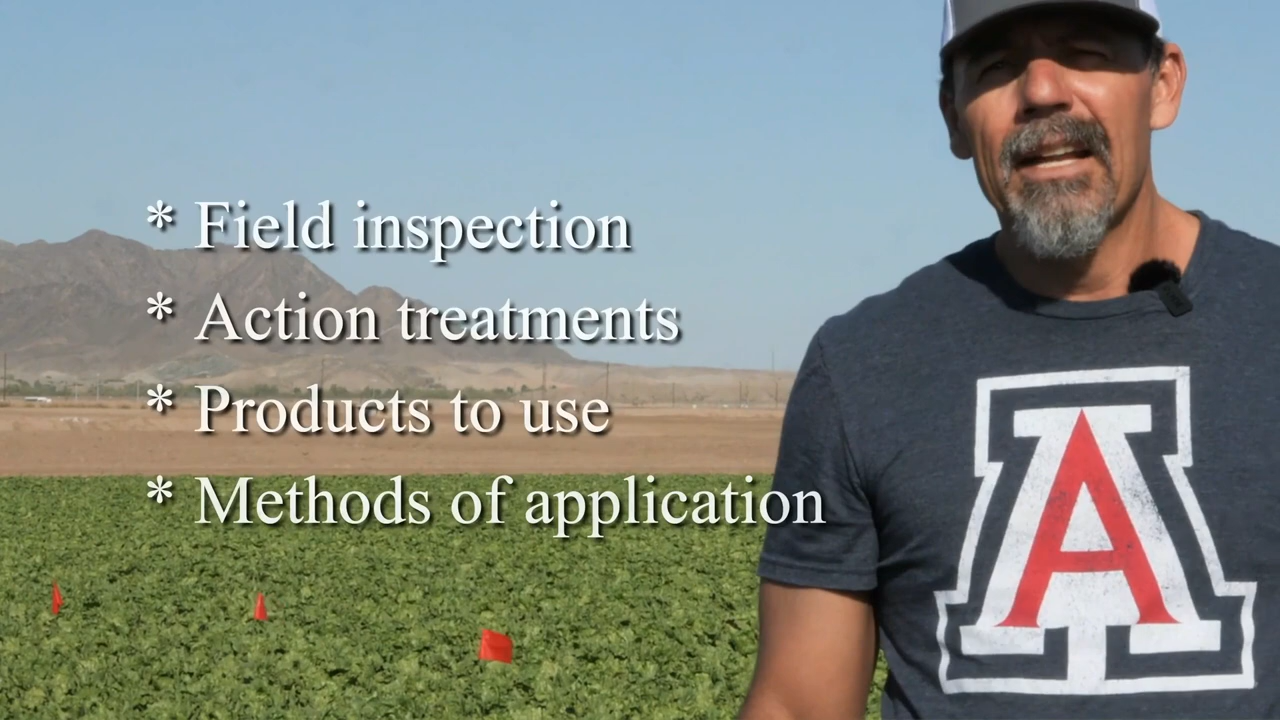 * Field inspection
* Action treatments
* Products to use
* Methods of application
A